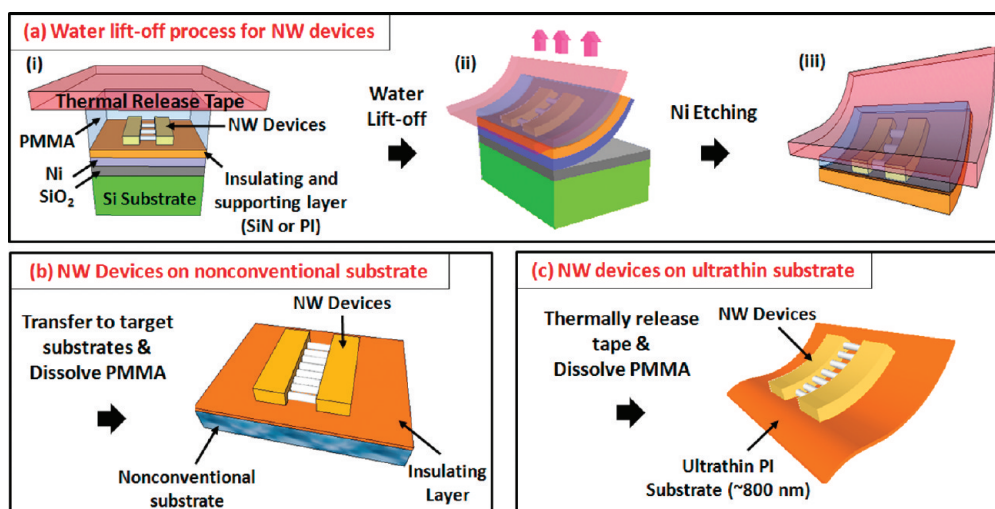 (a) Water lift-off process for NW devices
(i)
Thermal Release Tape
PMMA
NW Devices
Ni
SiO2
Si Substrate
Insulating and
supporting layer
(SiN or PI)
Water
Lift-off
(ii)
Ni Etching
(iii)
(b) NW Devices on nonconventional substrate
Transfer to target
substrates &
Dissolve PMMA
NW Devices
Nonconventional
substrate
Insulating
Layer
(c) NW devices on ultrathin substrate
Thermally release
tape &
Dissolve PMMA
NW Devices
Ultrathin PI
Substrate (~800 nm)